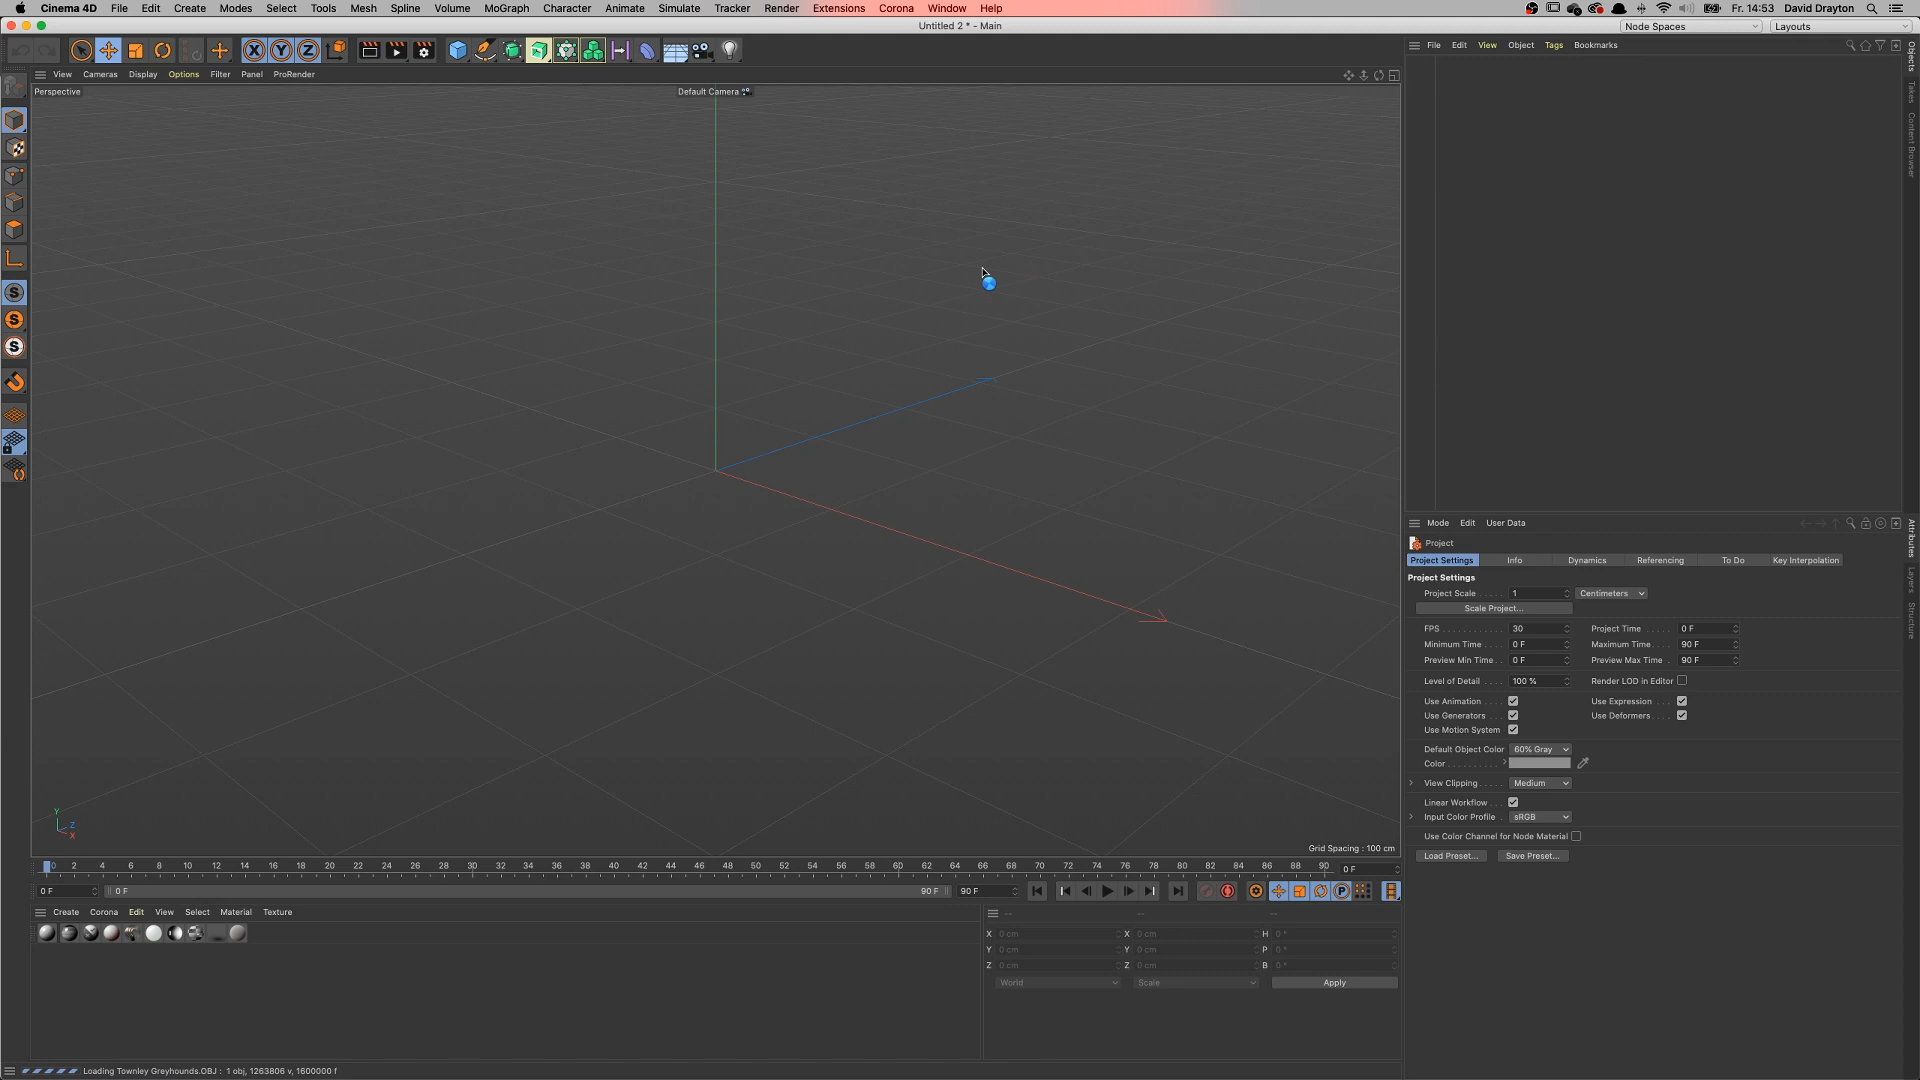 Cinema 4D File Edit Create Modes Select Tools Mesh Spline Volume MoGraph Character Animate Simulate Tracker Render Extensions Corona Window Help Fr. 14:53 David Drayton
Untitled 2 * - Main
Node Spaces Layouts
File Edit View Object Tags Bookmarks
View Cameras Display Options Filter Panel ProRender
Perspective
Default Camera
Objects
Takes
Content Browser
Mode Edit User Data
Attributes
Layers
Structure
Project
Project Settings Info Dynamics Referencing To Do Key Interpolation
Project Settings
Project Scale 1 Centimeters
Scale Project...
FPS 30 Project Time 0 F
Minimum Time 0 F Maximum Time 90 F
Preview Min Time 0 F Preview Max Time 90 F
Level of Detail 100 % Render LOD in Editor
Use Animation Use Expression
Use Generators Use Deformers
Use Motion System
Default Object Color 60% Gray
Color
View Clipping Medium
Linear Workflow
Input Color Profile sRGB
Use Color Channel for Node Material
Load Preset... Save Preset...
Y
Z
X
Grid Spacing : 100 cm
0 2 4 6 8 10 12 14 16 18 20 22 24 26 28 30 32 34 36 38 40 42 44 46 48 50 52 54 56 58 60 62 64 66 68 70 72 74 76 78 80 82 84 86 88 90 0 F
0 F 0 F 90 F 90 F
Create Corona Edit View Select Material Texture
-- -- --
X 0 cm X 0 cm H 0 °
Y 0 cm Y 0 cm P 0 °
Z 0 cm Z 0 cm B 0 °
World Scale Apply
Loading Townley Greyhounds.OBJ : 1 obj, 1263806 v, 1600000 f